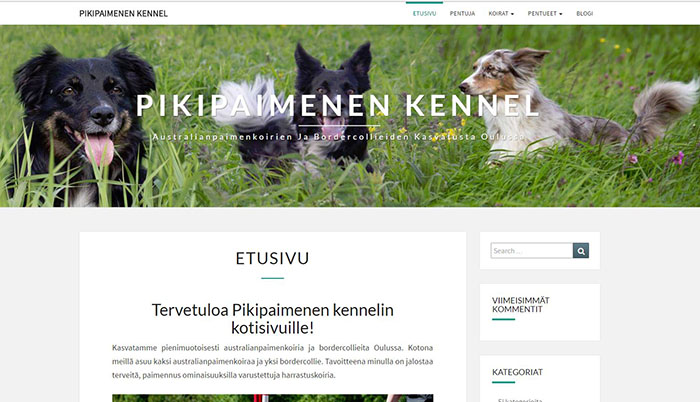 PIKIPAIMENEN KENNEL
ETUSIVU PENTUJA KOIRAT PENTUEET BLOGI
PIKIPAIMENEN KENNEL
Australianpaimenkoirien Ja Bordercollieiden Kasvatusta Oulussa
ETUSIVU
Tervetuloa Pikipaimenen kennelin
kotisivuille!
Kasvatamme pienimuotoisesti australianpaimenkoiria ja bordercollieita Oulussa. Kotona
meillä asuu kaksi australianpaimenkoiraa ja yksi bordercollie. Tavoitteena minulla on jalostaa
terveitä, paimennus ominaisuuksilla varustettuja harrastuskoiria.
Search ...
VIIMEISIMMÄT
KOMMENTIT
KATEGORIAT
Ei kategoriaa